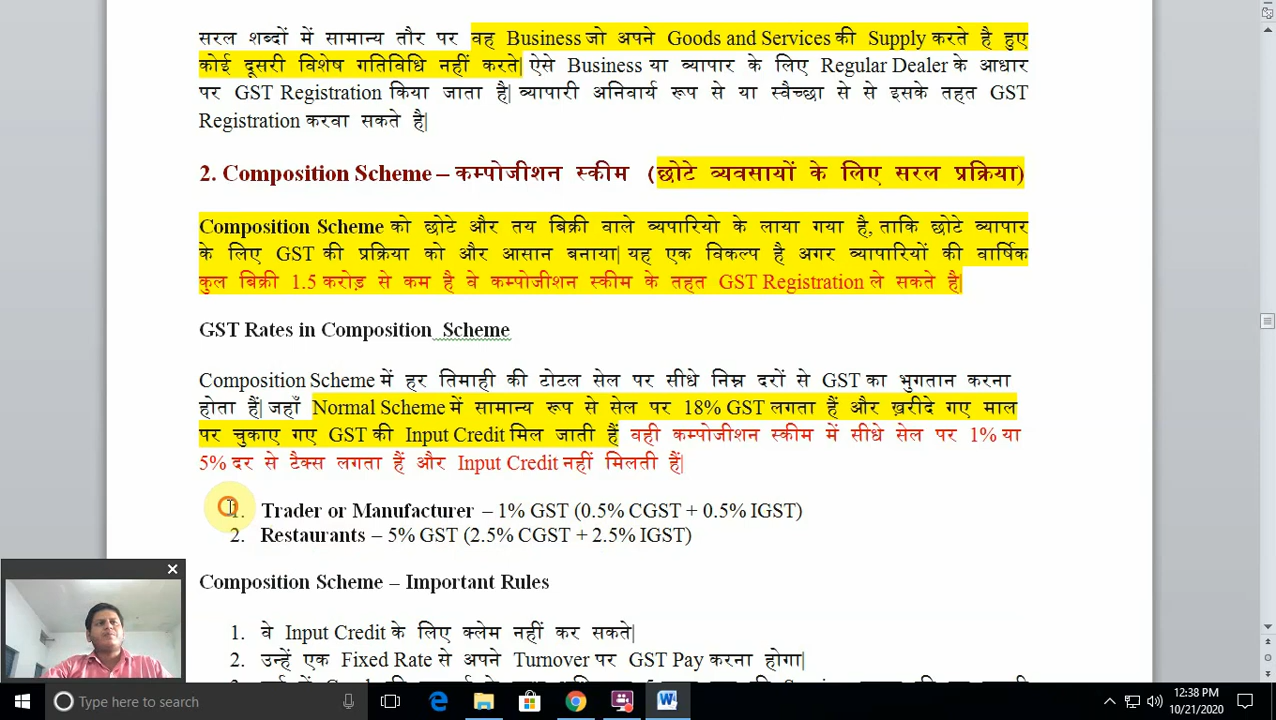 सरल शब्दों में सामान्य तौर पर वह Business जो अपने Goods and Services की Supply करते है हुए
कोई दूसरी विशेष गतिविधि नहीं करते| ऐसे Business या व्यापार के लिए Regular Dealer के आधार
पर GST Registration किया जाता है| व्यापारी अनिवार्य रूप से या स्वैच्छा से से इसके तहत GST
Registration करवा सकते है|
2. Composition Scheme – कम्पोजीशन स्कीम (छोटे व्यवसायों के लिए सरल प्रक्रिया)
Composition Scheme को छोटे और तय बिक्री वाले व्यपारियो के लाया गया है, ताकि छोटे व्यापार
के लिए GST की प्रक्रिया को और आसान बनाया| यह एक विकल्प है अगर व्यापारियों की वार्षिक
कुल बिक्री 1.5 करोड़ से कम है वे कम्पोजीशन स्कीम के तहत GST Registration ले सकते है|
GST Rates in Composition Scheme
Composition Scheme में हर तिमाही की टोटल सेल पर सीधे निम्न दरों से GST का भुगतान करना
होता हैं| जहाँ Normal Scheme में सामान्य रूप से सेल पर 18% GST लगता हैं और ख़रीदे गए माल
पर चुकाए गए GST की Input Credit मिल जाती हैं वही कम्पोजीशन स्कीम में सीधे सेल पर 1% या
5% दर से टैक्स लगता हैं और Input Credit नहीं मिलती हैं|
1. Trader or Manufacturer – 1% GST (0.5% CGST + 0.5% IGST)
2. Restaurants – 5% GST (2.5% CGST + 2.5% IGST)
Composition Scheme – Important Rules
1. वे Input Credit के लिए क्लेम नहीं कर सकते|
2. उन्हें एक Fixed Rate से अपने Turnover पर GST Pay करना होगा|
Type here to search
12:38 PM
10/21/2020